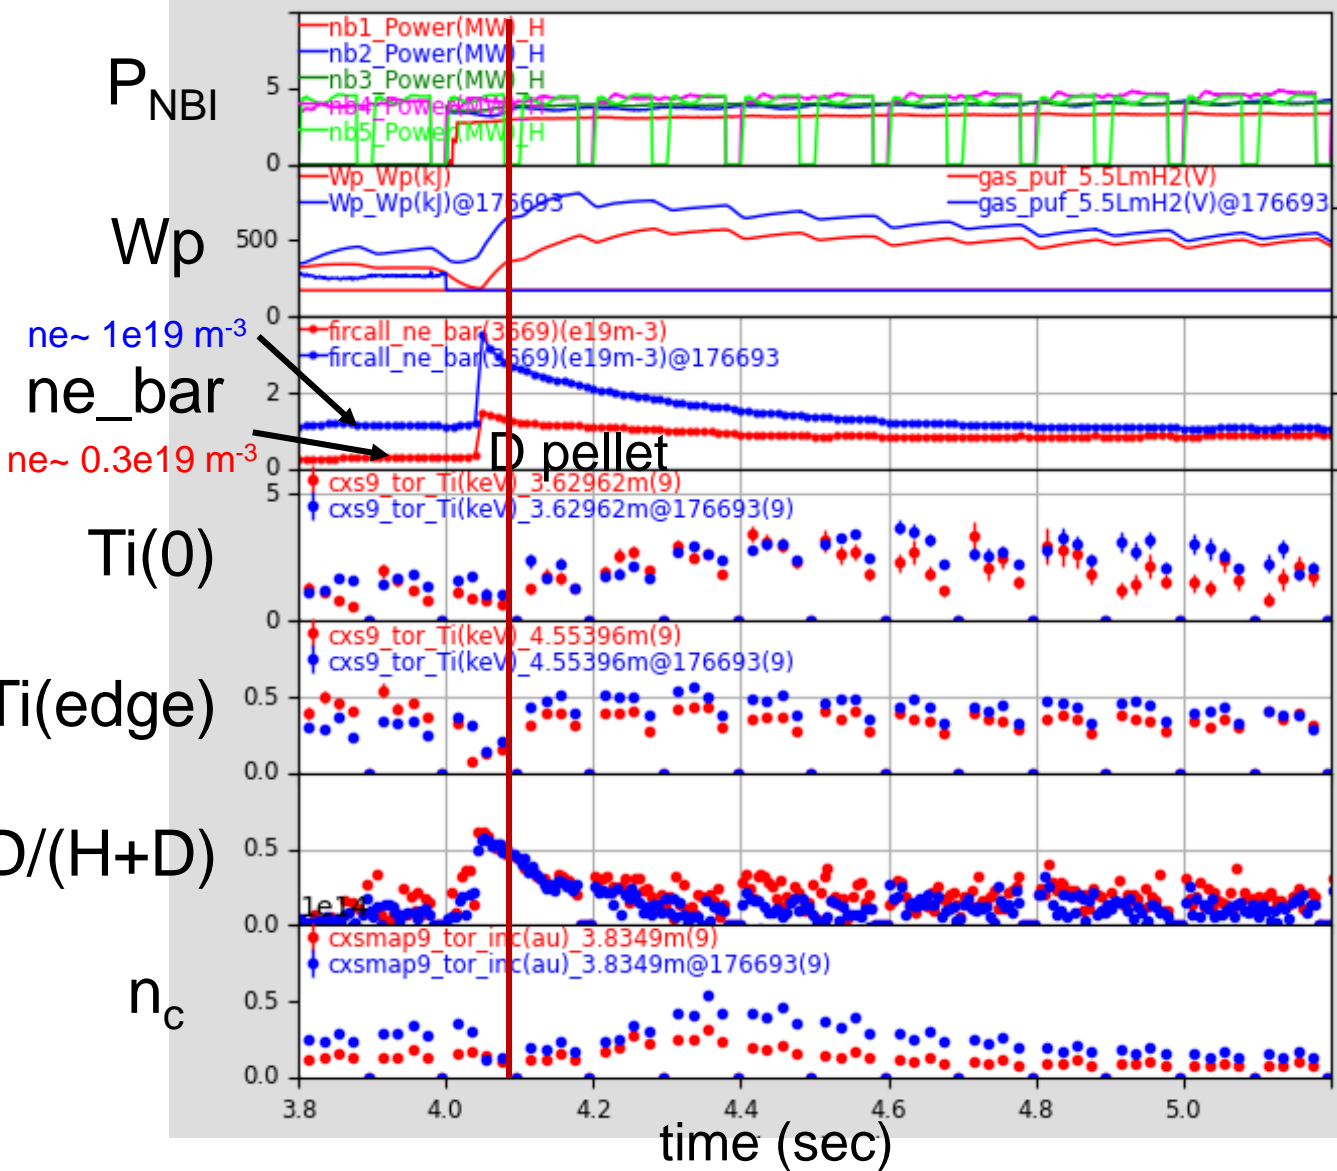 P_NBI
5
0
nb1_Power(MW)_H
nb2_Power(MW)_H
nb3_Power(MW)_H
nb4_Power(MW)_H
nb5_Power(MW)_H
Wp
500
0
Wp_Wp(kJ)
Wp_Wp(kJ)@176693
gas_puf_5.5LmH2(V)
gas_puf_5.5LmH2(V)@176693
ne~ 1e19 m-3
ne_bar
ne~ 0.3e19 m-3
2
0
fircall_ne_bar(3669)(e19m-3)
fircall_ne_bar(3669)(e19m-3)@176693
D pellet
Ti(0)
5
0
cxs9_tor_Ti(keV)_3.62962m(9)
cxs9_tor_Ti(keV)_3.62962m@176693(9)
Ti(edge)
0.5
0.0
cxs9_tor_Ti(keV)_4.55396m(9)
cxs9_tor_Ti(keV)_4.55396m@176693(9)
D/(H+D)
0.5
0.0
1e14
n_c
0.5
0.0
cxsmap9_tor_inc(au)_3.8349m(9)
cxsmap9_tor_inc(au)_3.8349m@176693(9)
3.8 4.0 4.2 4.4 4.6 4.8 5.0
time (sec)